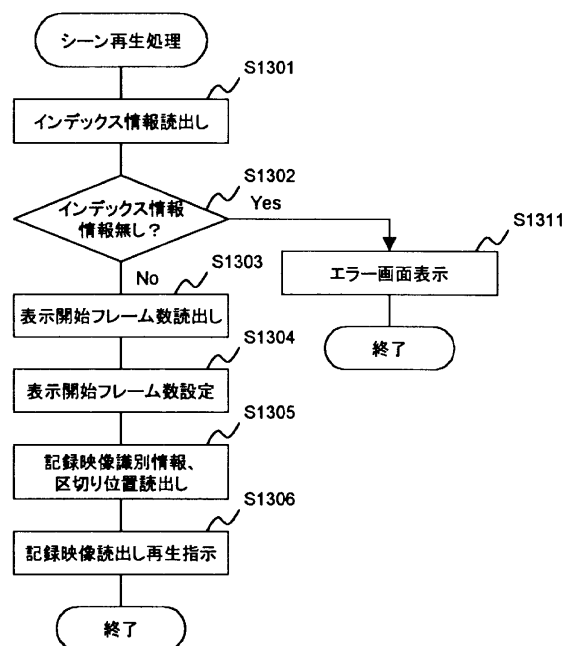 シーン再生処理
S1301
インデックス情報読出し
S1302
インデックス情報
情報無し？
Yes
S1311
エラー画面表示
終了
No
S1303
表示開始フレーム数読出し
S1304
表示開始フレーム数設定
S1305
記録映像識別情報、
区切り位置読出し
S1306
記録映像読出し再生指示
終了